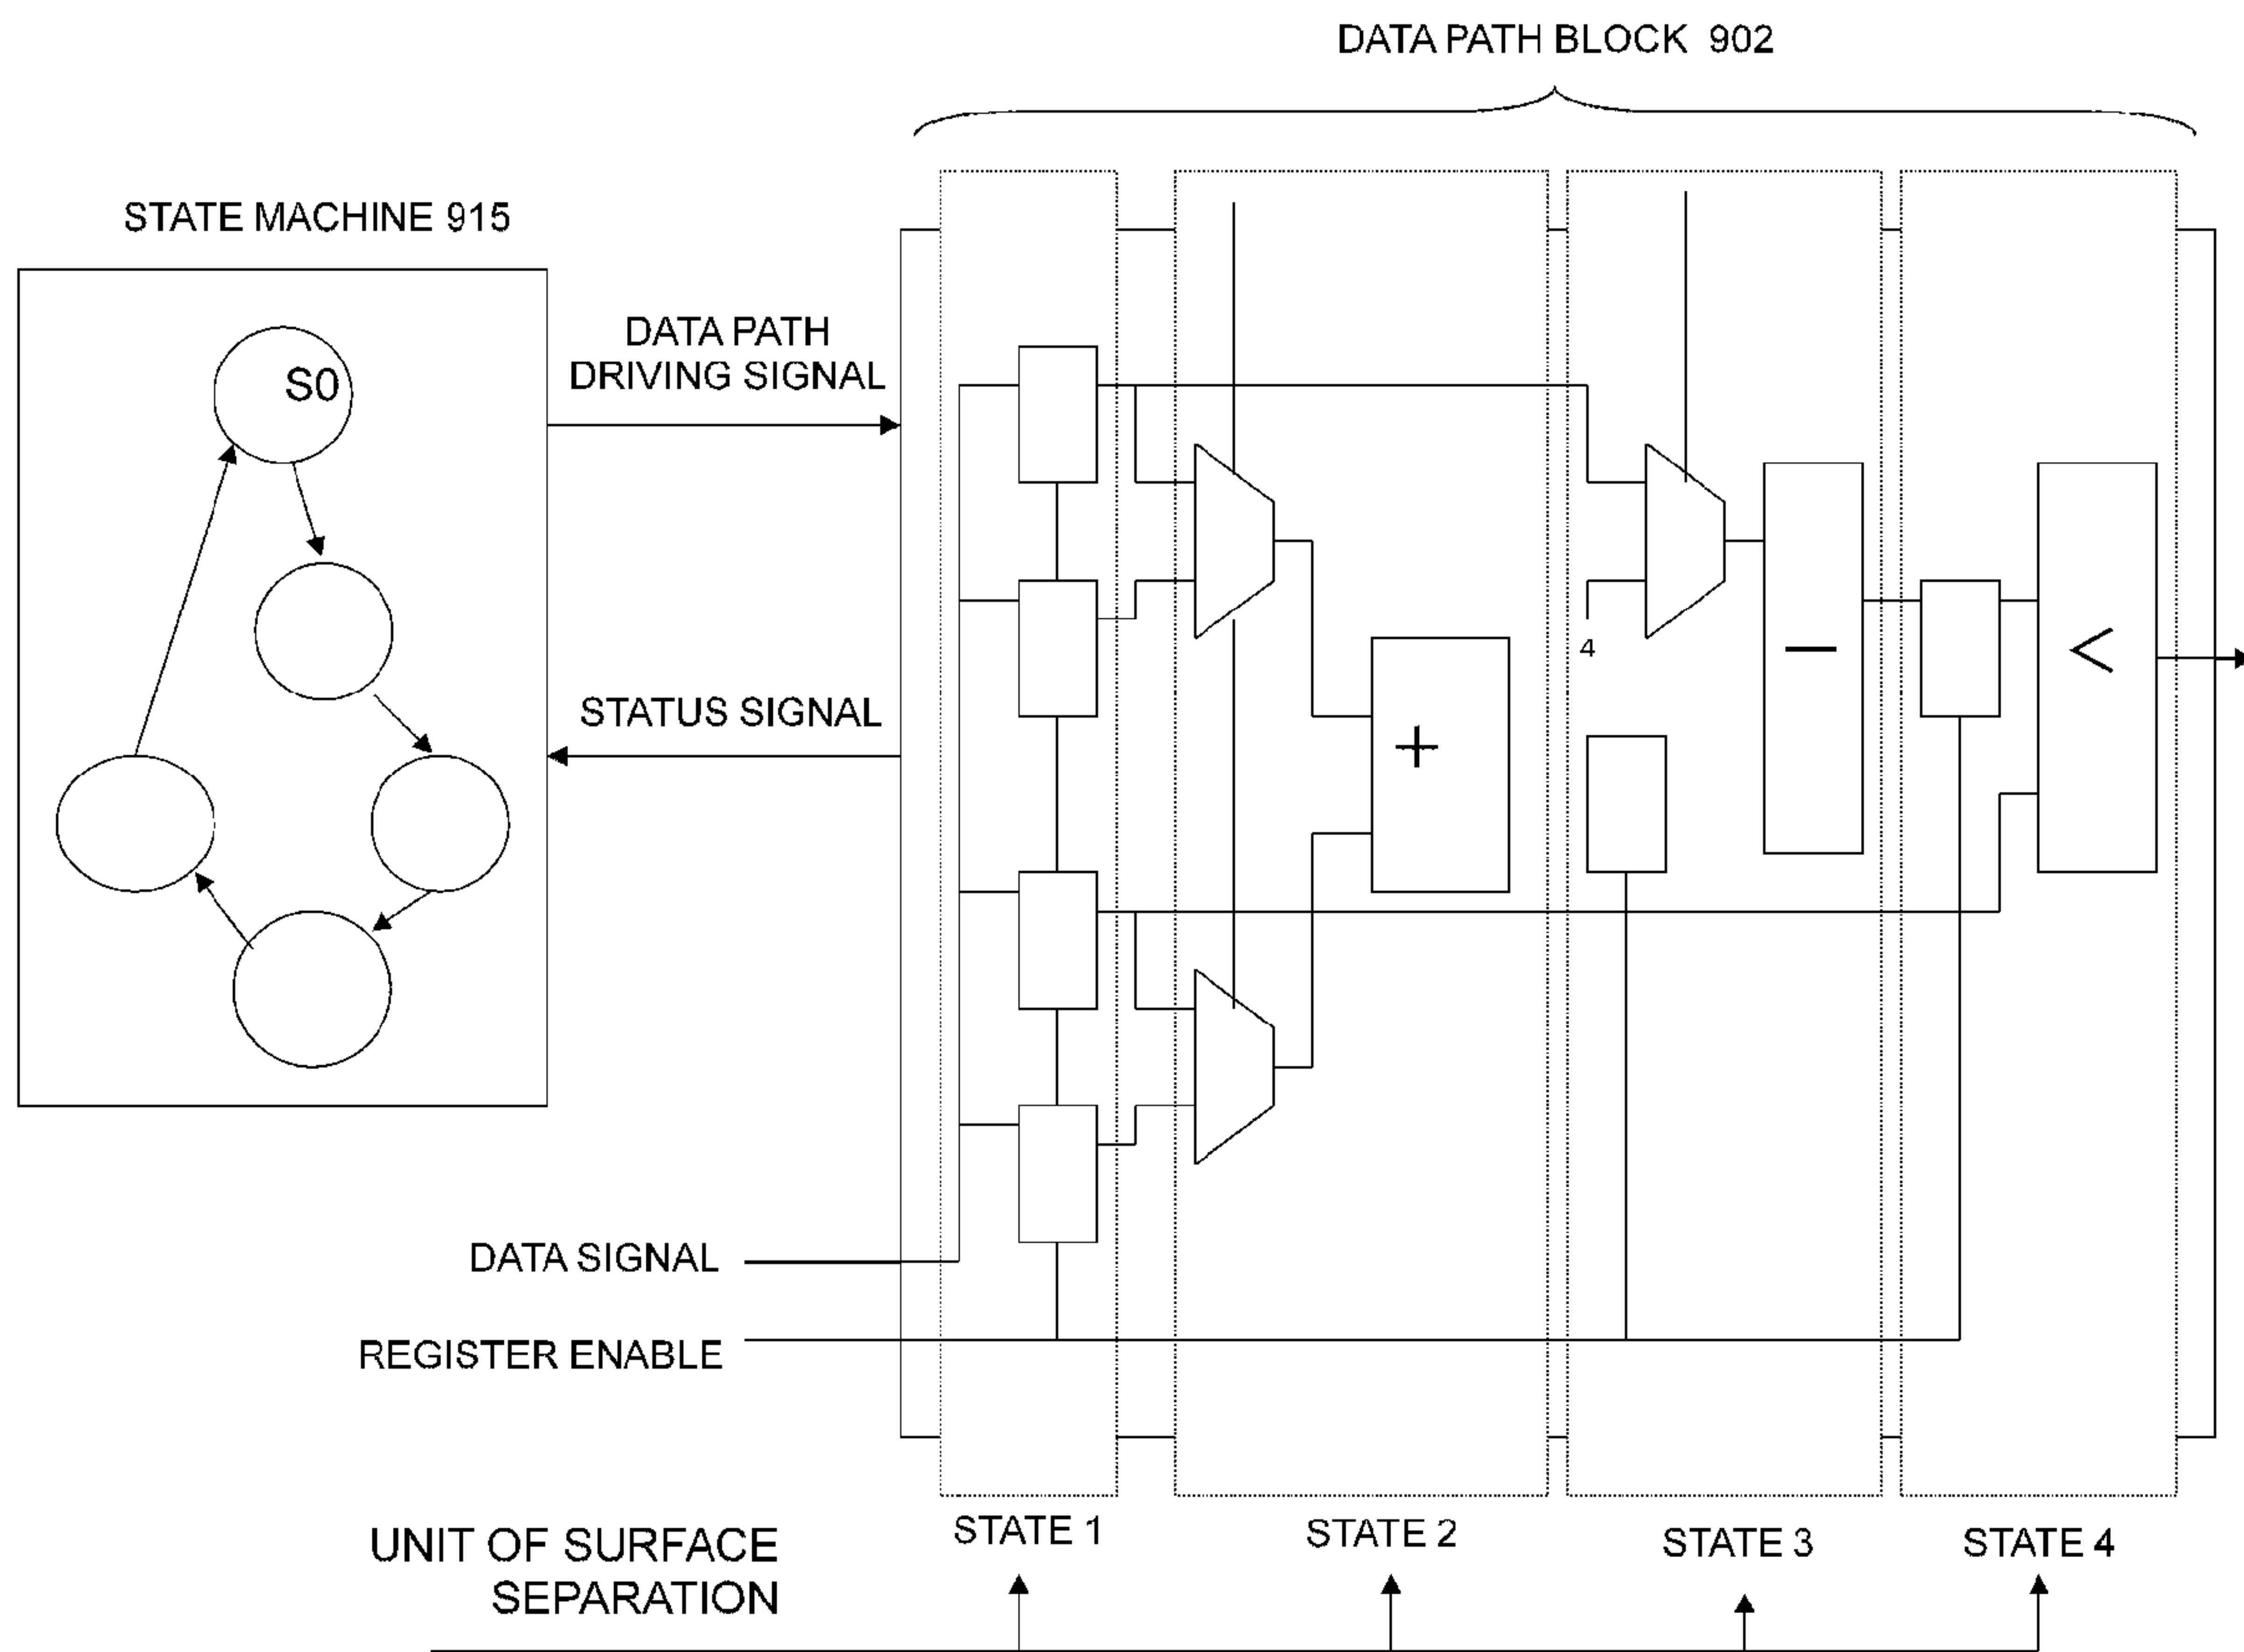 DATA PATH BLOCK 902
STATE MACHINE 915
S0
DATA PATH
DRIVING SIGNAL
STATUS SIGNAL
4
+
—
<
DATA SIGNAL
REGISTER ENABLE
STATE 1
STATE 2
STATE 3
STATE 4
UNIT OF SURFACE
SEPARATION